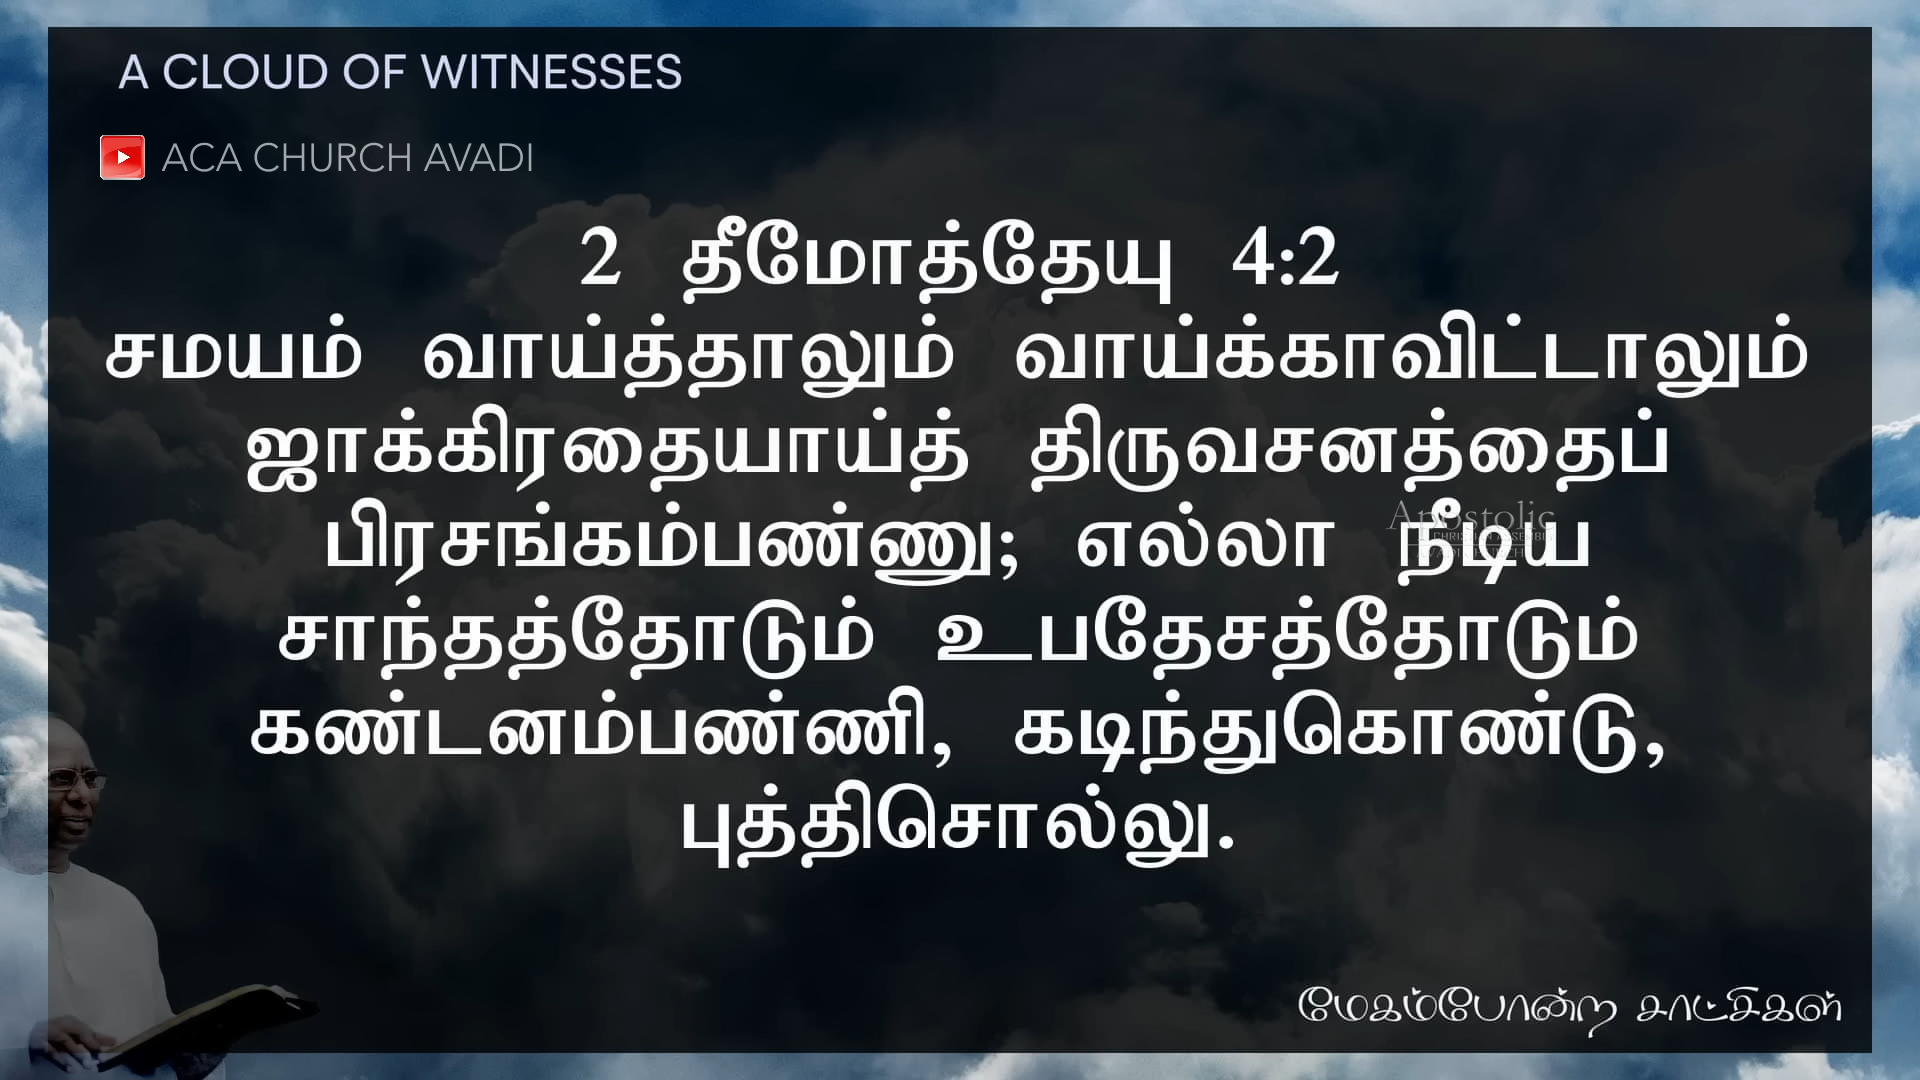 A CLOUD OF WITNESSES
ACA CHURCH AVADI
2 தீமோத்தேயு 4:2
சமயம் வாய்த்தாலும் வாய்க்காவிட்டாலும்
ஜாக்கிரதையாய்த் திருவசனத்தைப்
பிரசங்கம்பண்ணு; எல்லா நீடிய
Apostolic
சாந்தத்தோடும் உபதேசத்தோடும்
கண்டனம்பண்ணி, கடிந்துகொண்டு,
புத்திசொல்லு.
மேகம்போன்ற சாட்சிகள்